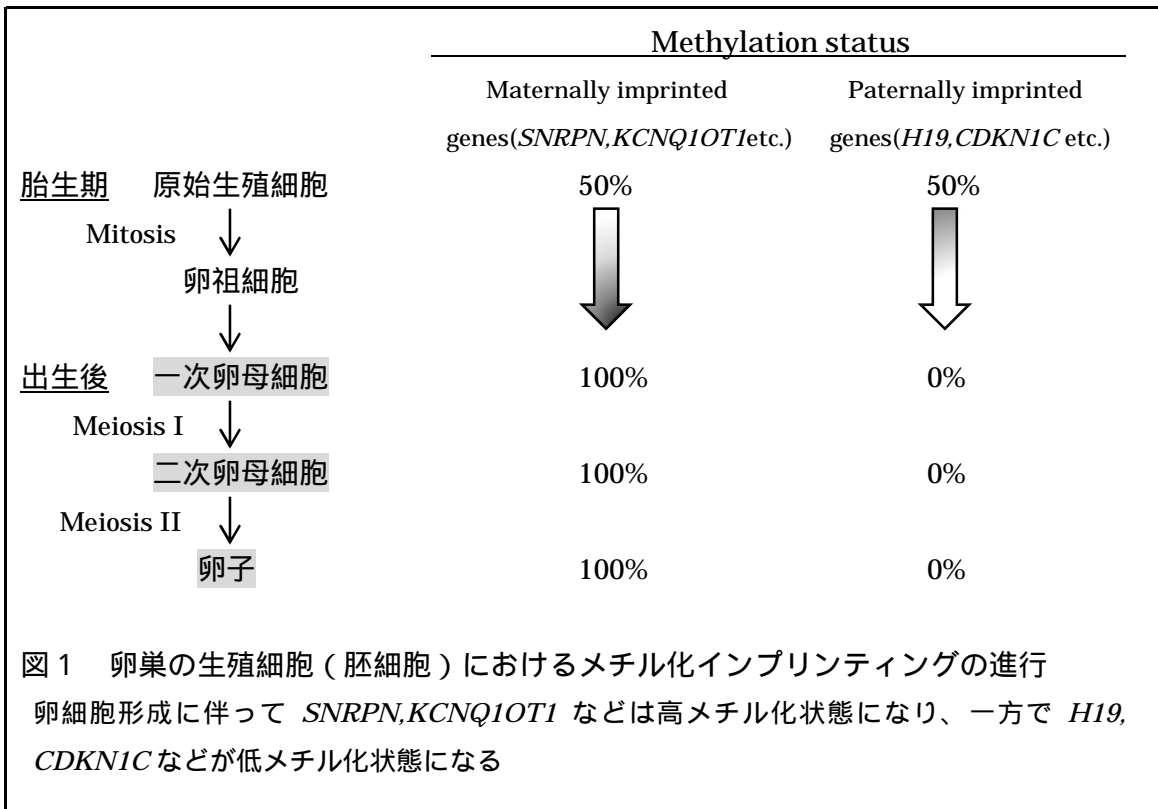 Methylation status
Maternally imprinted Paternally imprinted
genes(SNRPN,KCNQ1OT1etc.) genes(H19,CDKN1C etc.)
胎生期 原始生殖細胞 50% 50%
Mitosis
卵祖細胞
出生後 一次卵母細胞 100% 0%
Meiosis I
二次卵母細胞 100% 0%
Meiosis II
卵子 100% 0%
図1 卵巣の生殖細胞(胚細胞)におけるメチル化インプリンティングの進行
卵細胞形成に伴って SNRPN,KCNQ1OT1 などは高メチル化状態になり、一方で H19,
CDKN1C などが低メチル化状態になる